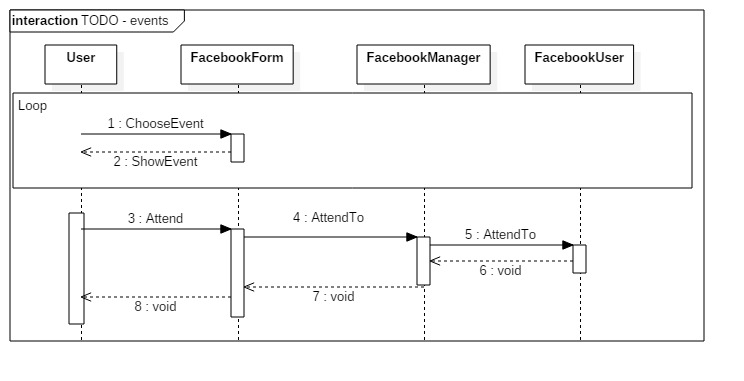 interaction TODO - events
User
FacebookForm
FacebookManager
FacebookUser
Loop
1 : ChooseEvent
2 : ShowEvent
3 : Attend
4 : AttendTo
5 : AttendTo
6 : void
7 : void
8 : void